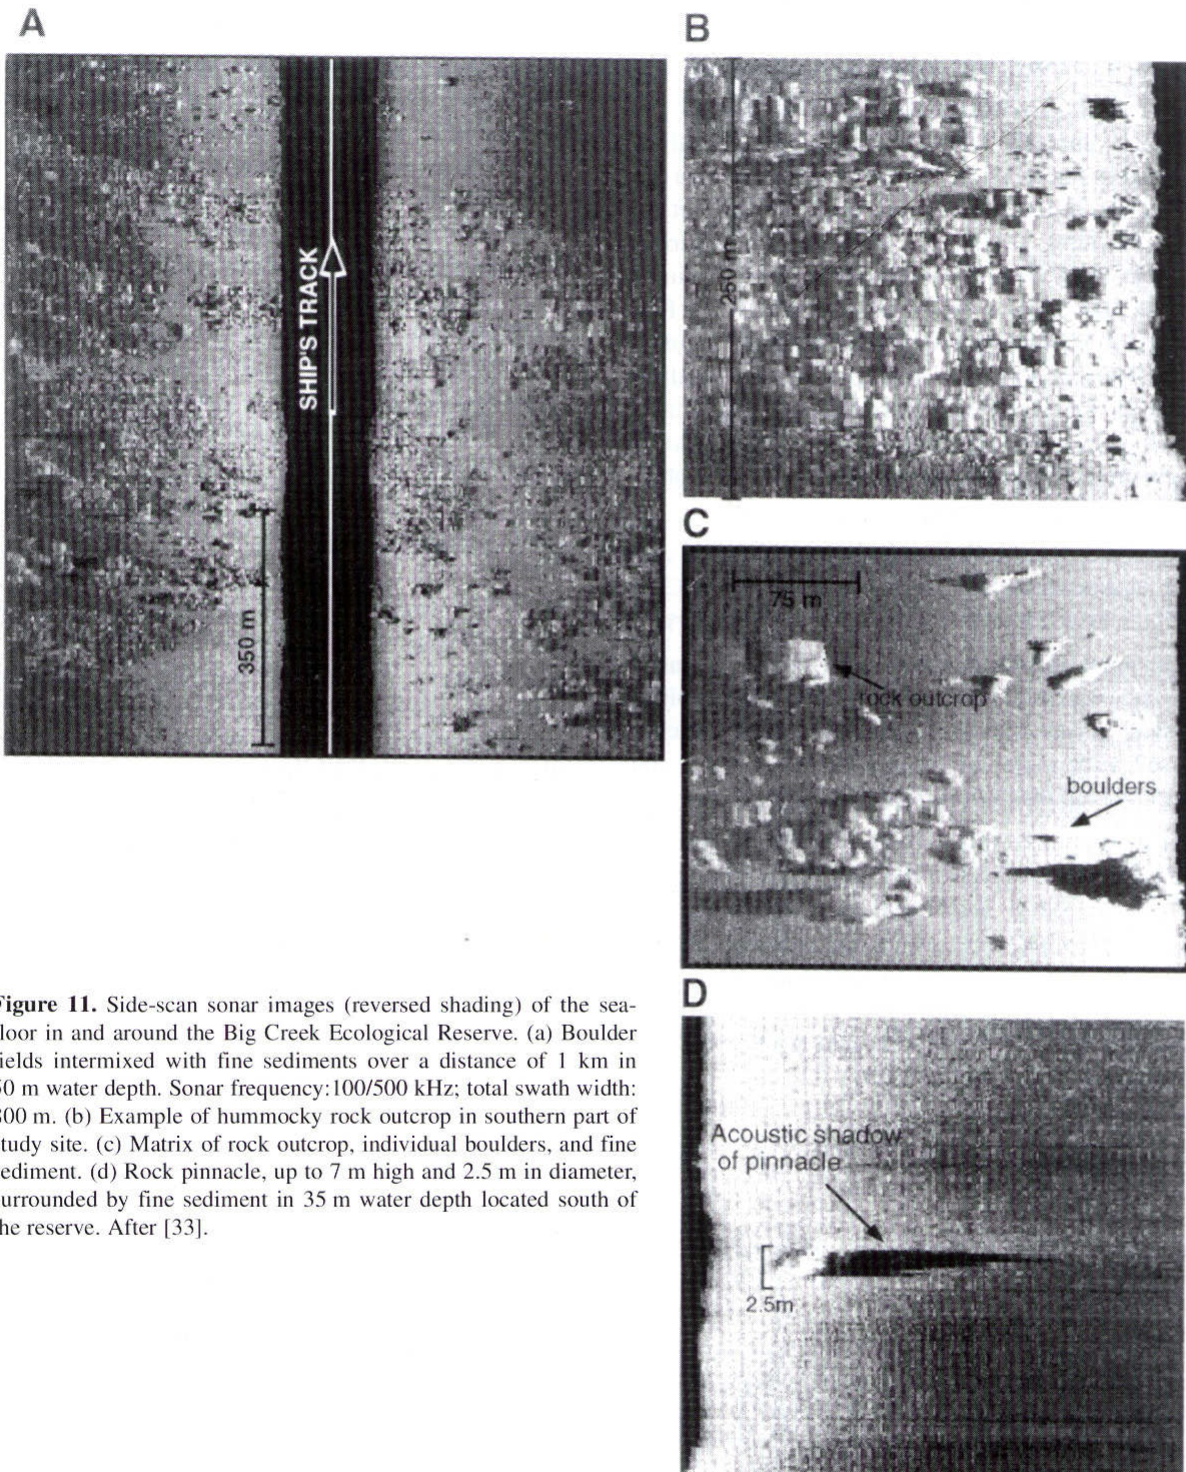 A
SHIP'S TRACK
350 m
B
250 m
C
75 m
rock outcrop
boulders
D
Acoustic shadow
of pinnacle
2.5m
Figure 11. Side-scan sonar images (reversed shading) of the sea-
loor in and around the Big Creek Ecological Reserve. (a) Boulder
ields intermixed with fine sediments over a distance of 1 km in
0 m water depth. Sonar frequency:100/500 kHz; total swath width:
00 m. (b) Example of hummocky rock outcrop in southern part of
tudy site. (c) Matrix of rock outcrop, individual boulders, and fine
ediment. (d) Rock pinnacle, up to 7 m high and 2.5 m in diameter,
urrounded by fine sediment in 35 m water depth located south of
he reserve. After [33].